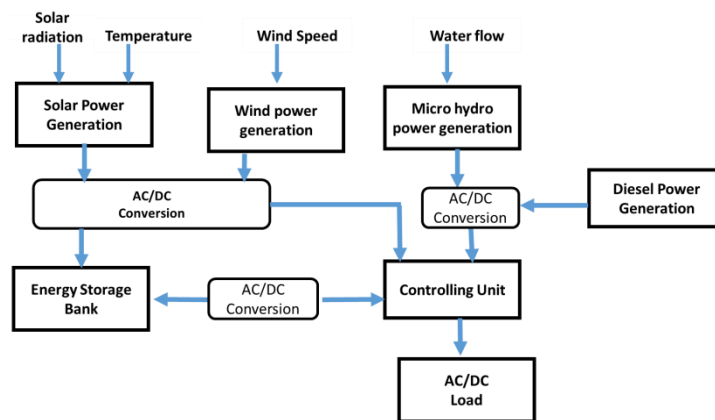 Solar
radiation
Temperature
Wind Speed
Water flow
Solar Power
Generation
Wind power
generation
Micro hydro
power generation
AC/DC
Conversion
AC/DC
Conversion
Diesel Power
Generation
Energy Storage
Bank
AC/DC
Conversion
Controlling Unit
AC/DC
Load